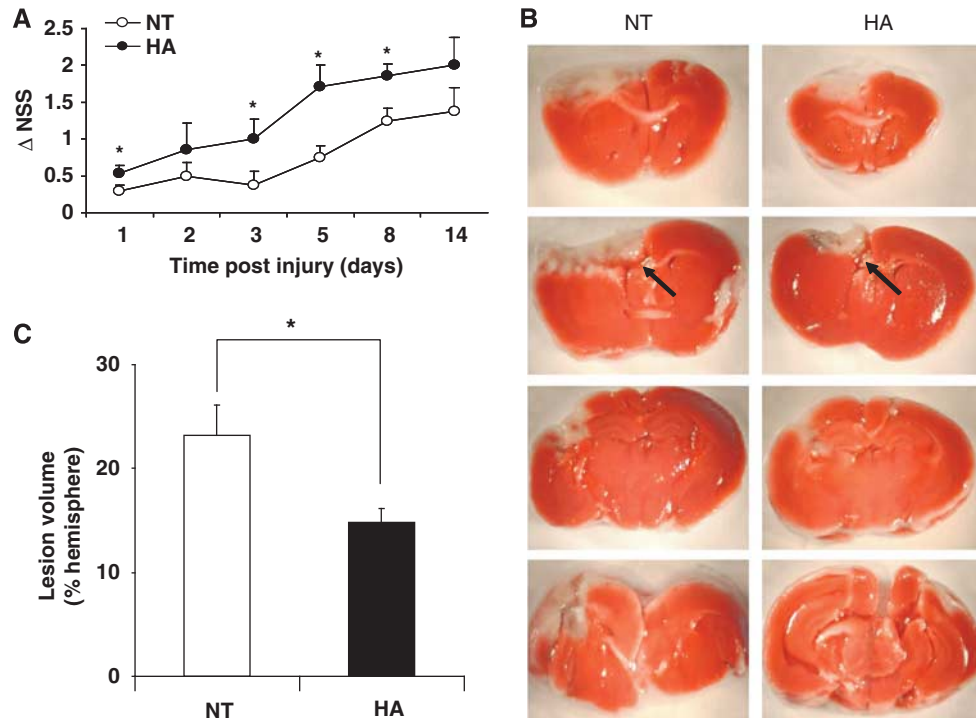 A
NT
HA
2.5
2
1.5
1
0.5
0
Δ NSS
*
*
*
*
1 2 3 5 8 14
Time post injury (days)
B
NT HA
C
*
30
20
10
0
Lesion volume
(% hemisphere)
NT HA